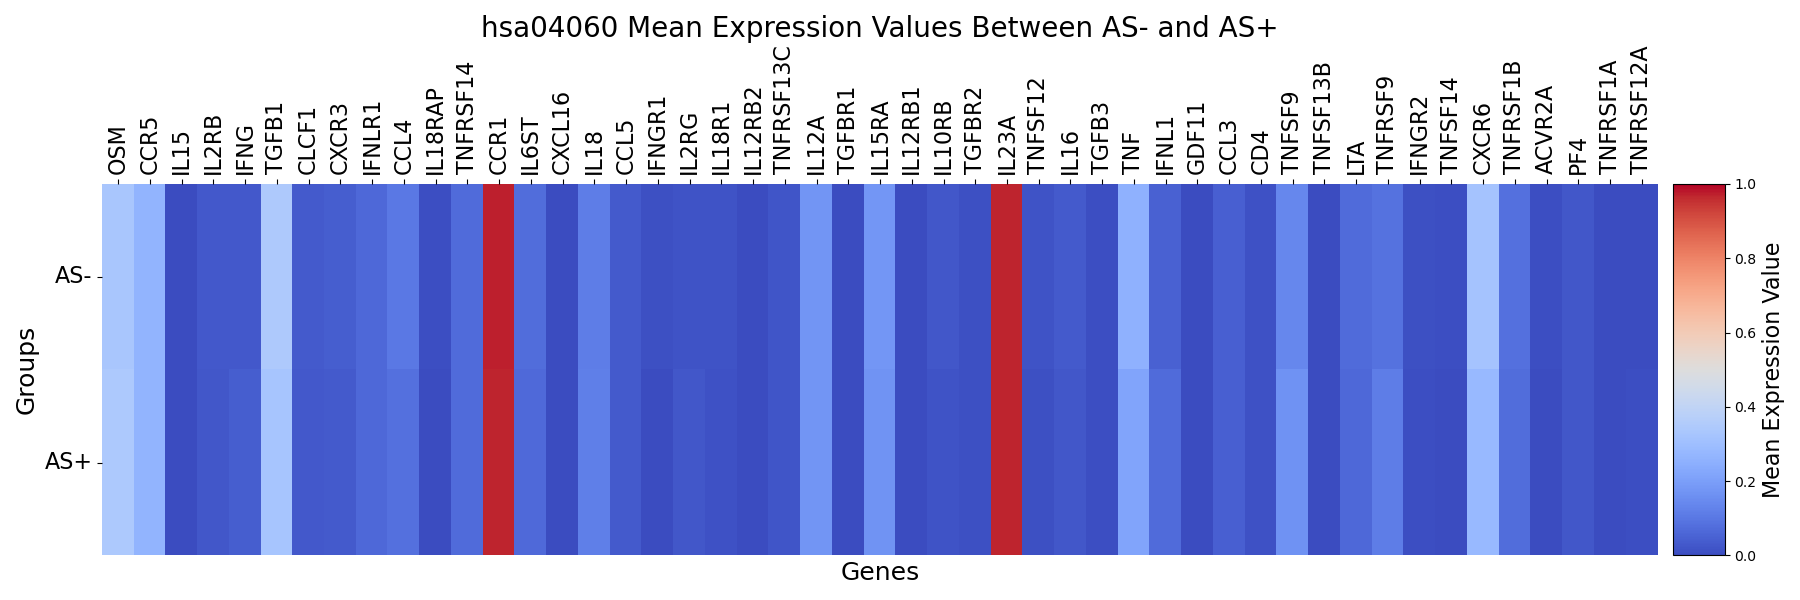 hsa04060 Mean Expression Values Between AS- and AS+
OSM
CCR5
IL15
IL2RB
IFNG
TGFB1
CLCF1
CXCR3
IFNLR1
CCL4
IL18RAP
TNFRSF14
CCR1
IL6ST
CXCL16
IL18
CCL5
IFNGR1
IL2RG
IL18R1
IL12RB2
TNFRSF13C
IL12A
TGFBR1
IL15RA
IL12RB1
IL10RB
TGFBR2
IL23A
TNFSF12
IL16
TGFB3
TNF
IFNL1
GDF11
CCL3
CD4
TNFSF9
TNFSF13B
LTA
TNFRSF9
IFNGR2
TNFSF14
CXCR6
TNFRSF1B
ACVR2A
PF4
TNFRSF1A
TNFRSF12A
Groups
AS-
AS+
Genes
1.0
0.8
0.6
0.4
0.2
0.0
Mean Expression Value